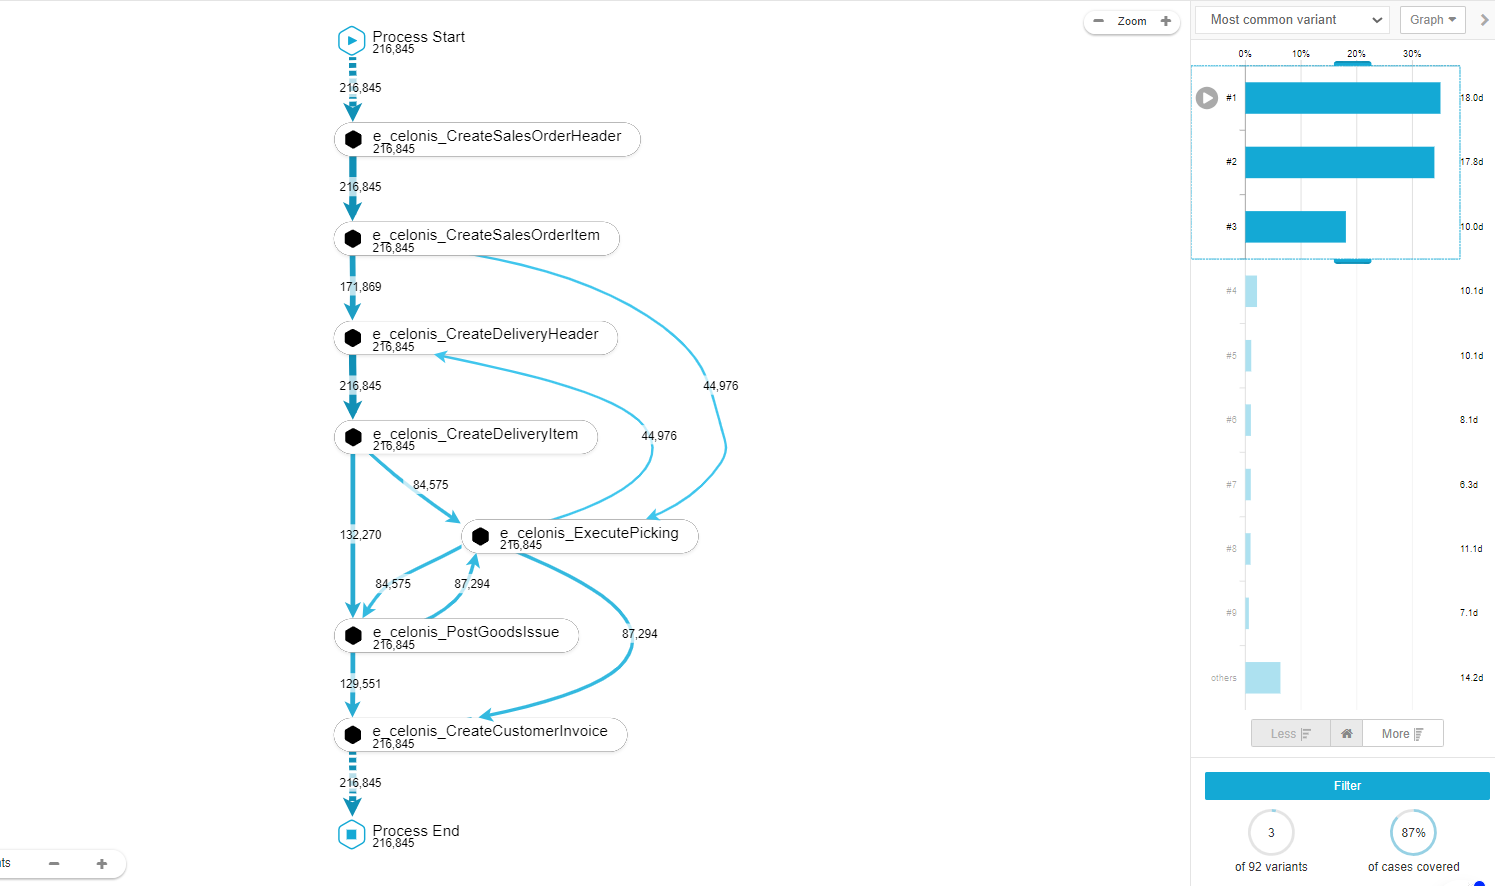 Process Start
216,845
216,845
e_celonis_CreateSalesOrderHeader
216,845
216,845
e_celonis_CreateSalesOrderItem
216,845
171,869
e_celonis_CreateDeliveryHeader
216,845
216,845
44,976
e_celonis_CreateDeliveryItem
216,845
44,976
84,575
132,270
e_celonis_ExecutePicking
216,845
84,575
87,294
e_celonis_PostGoodsIssue
216,845
87,294
129,551
e_celonis_CreateCustomerInvoice
216,845
216,845
Process End
216,845
nts
Zoom
Most common variant
Graph
0% 10% 20% 30%
#1 18.0d
#2 17.8d
#3 10.0d
#4 10.1d
#5 10.1d
#6 8.1d
#7 6.3d
#8 11.1d
#9 7.1d
others 14.2d
Less More
Filter
3 87%
of 92 variants of cases covered